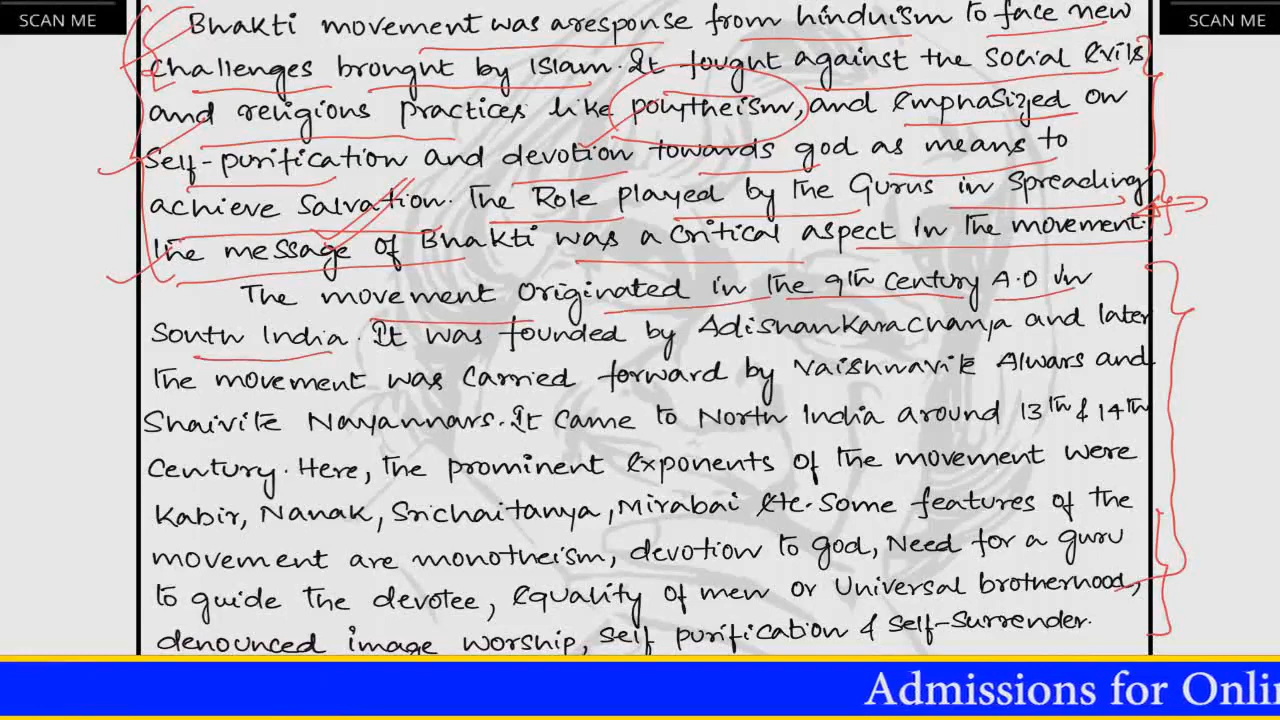 SCAN ME
SCAN ME
Bhakti movement was aresponse from hinduism to face new
challenges brought by Islam. It fought against the social evils
and religious practices like polytheism, and emphasized on
Self-purification and devotion towards god as means to
achieve Salvation. The Role played by the Gurus in spreading
the message of Bhakti was a critical aspect in the movement.
The movement originated in the 9th century A.D in
South India. It was founded by Adishankarachanya and later
the movement was carried forward by Vaishnavite Alwars and
Shaivite Nayannars. It came to North India around 13th & 14th
century. Here, the prominent exponents of the movement were
Kabir, Nanak, Srichaitanya, Mirabai etc. Some features of the
movement are monotheism, devotion to god, Need for a guru
to guide the devotee, equality of men or Universal brotherhood,
denounced image worship, self purification & Self-Surrender.
Admissions for Onli